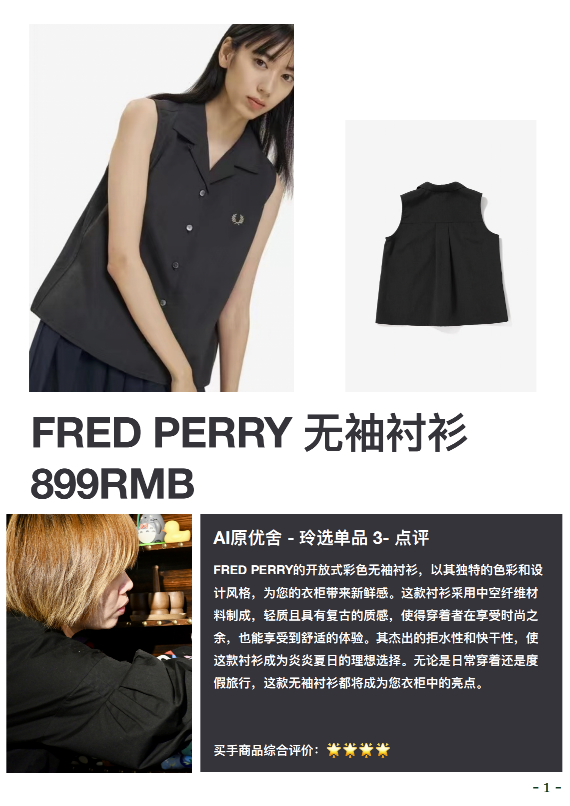 FRED PERRY 无袖衬衫
899RMB
AI原优舍 - 玲选单品 3- 点评
FRED PERRY的开放式彩色无袖衬衫，以其独特的色彩和设
计风格，为您的衣柜带来新鲜感。这款衬衫采用中空纤维材
料制成，轻质且具有复古的质感，使得穿着者在享受时尚之
余，也能享受到舒适的体验。其杰出的拒水性和快干性，使
这款衬衫成为炎炎夏日的理想选择。无论是日常穿着还是度
假旅行，这款无袖衬衫都将成为您衣柜中的亮点。
买手商品综合评价：🌟🌟🌟🌟
- 1 -